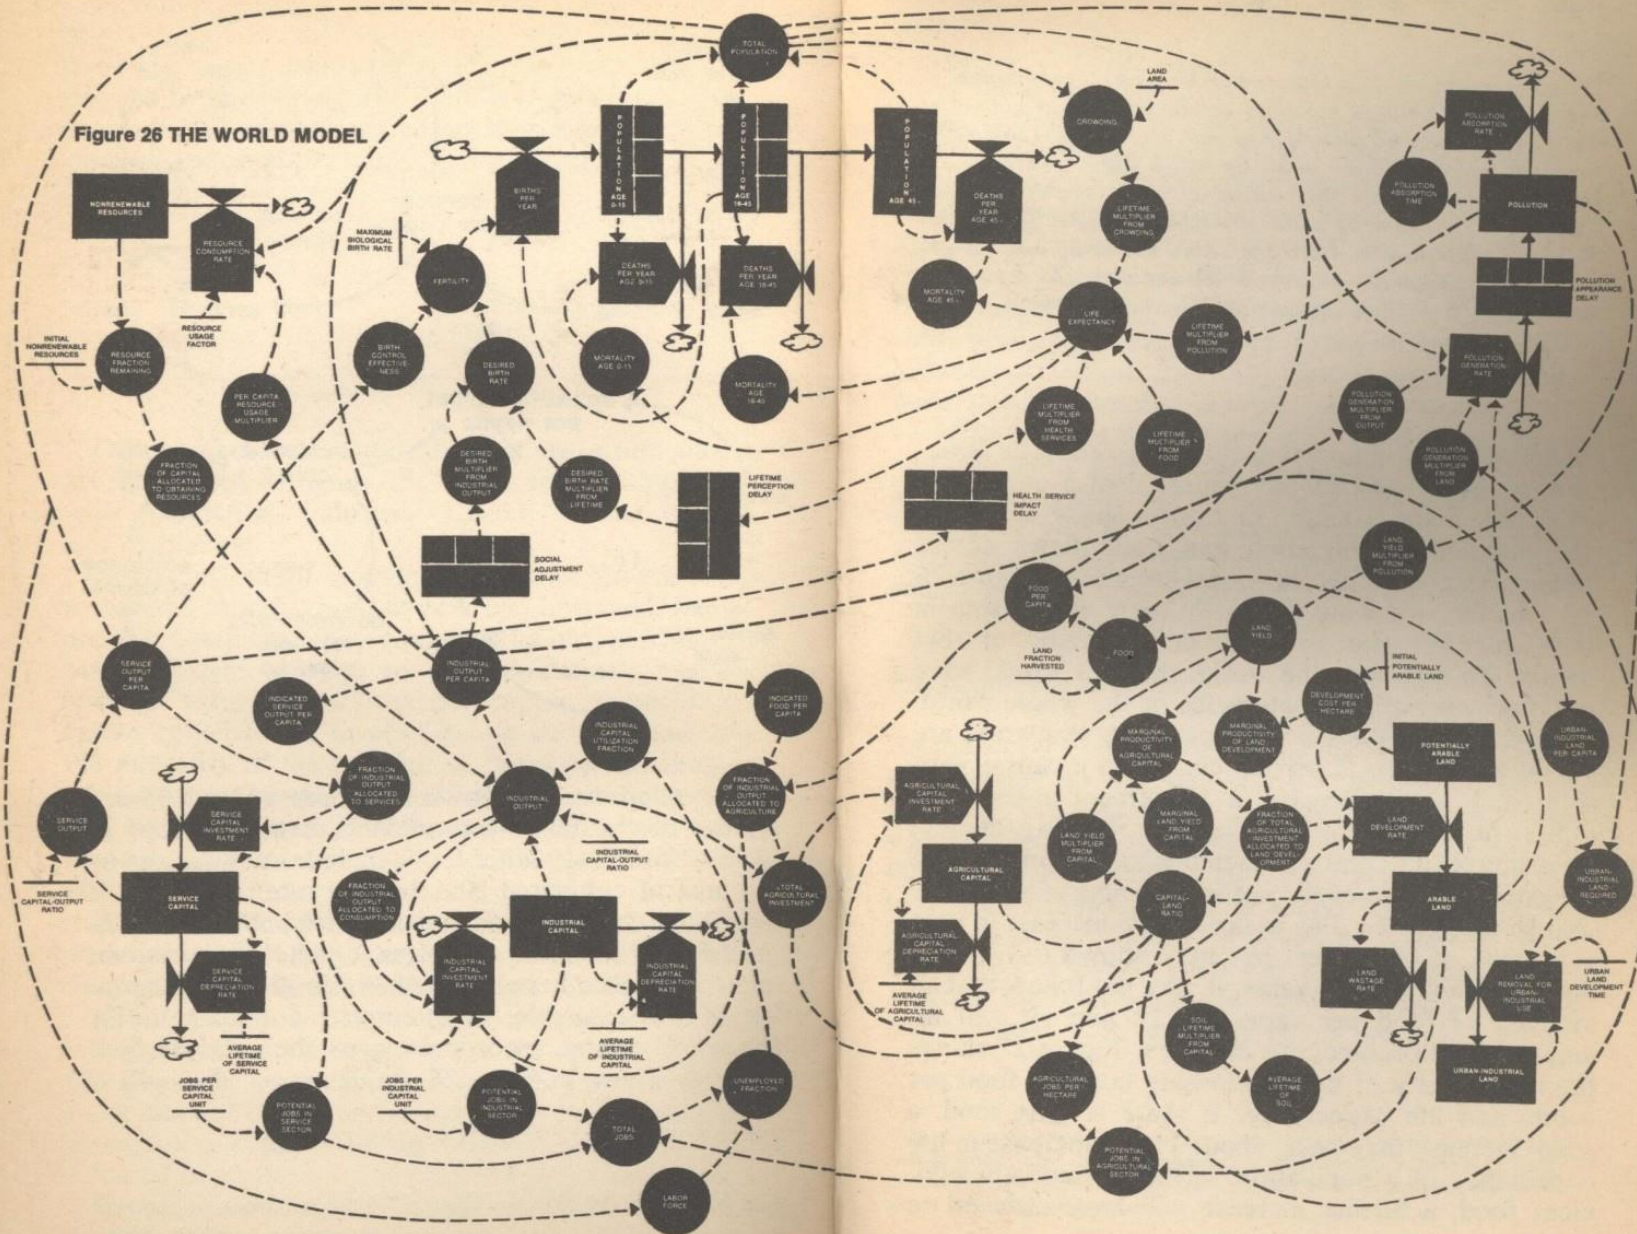 Figure 26 THE WORLD MODEL
TOTAL
POPULATION
LAND
AREA
CROWDING
POLLUTION
ABSORPTION
RATE
NONRENEWABLE
RESOURCES
RESOURCE
CONSUMPTION
RATE
BIRTHS
PER
YEAR
POPULATION
AGE
0-15
POPULATION
AGE
16-45
POPULATION
AGE 45+
DEATHS
PER
YEAR
AGE 45+
POLLUTION
ABSORPTION
TIME
POLLUTION
MAXIMUM
BIOLOGICAL
BIRTH RATE
LIFETIME
MULTIPLIER
FROM
CROWDING
FERTILITY
DEATHS
PER YEAR
AGE 0-15
DEATHS
PER YEAR
AGE 16-45
MORTALITY
AGE 45+
POLLUTION
APPEARANCE
DELAY
RESOURCE
USAGE
FACTOR
INITIAL
NONRENEWABLE
RESOURCES
RESOURCE
FRACTION
REMAINING
BIRTH
CONTROL
EFFECTIVE-
NESS
DESIRED
BIRTH
RATE
MORTALITY
AGE 0-15
MORTALITY
AGE
16-45
LIFE
EXPECTANCY
LIFETIME
MULTIPLIER
FROM
POLLUTION
POLLUTION
GENERATION
RATE
PER CAPITA
RESOURCE
USAGE
MULTIPLIER
LIFETIME
MULTIPLIER
FROM
HEALTH
SERVICES
LIFETIME
MULTIPLIER
FROM
FOOD
POLLUTION
GENERATION
MULTIPLIER
FROM
OUTPUT
POLLUTION
GENERATION
MULTIPLIER
FROM
LAND
FRACTION
OF CAPITAL
ALLOCATED
TO OBTAINING
RESOURCES
DESIRED
BIRTH
MULTIPLIER
FROM
INDUSTRIAL
OUTPUT
DESIRED
BIRTH RATE
MULTIPLIER
FROM
LIFETIME
LIFETIME
PERCEPTION
DELAY
HEALTH SERVICE
IMPACT
DELAY
SOCIAL
ADJUSTMENT
DELAY
LAND
YIELD
MULTIPLIER
FROM
POLLUTION
FOOD
PER
CAPITA
LAND
YIELD
FOOD
LAND
FRACTION
HARVESTED
INITIAL
POTENTIALLY
ARABLE LAND
SERVICE
OUTPUT
PER
CAPITA
INDUSTRIAL
OUTPUT
PER CAPITA
INDICATED
SERVICE
OUTPUT PER
CAPITA
INDICATED
FOOD PER
CAPITA
INDUSTRIAL
CAPITAL
UTILIZATION
FRACTION
DEVELOPMENT
COST PER
HECTARE
MARGINAL
PRODUCTIVITY
OF
AGRICULTURAL
CAPITAL
MARGINAL
PRODUCTIVITY
OF LAND
DEVELOPMENT
POTENTIALLY
ARABLE
LAND
URBAN-
INDUSTRIAL
LAND
PER CAPITA
FRACTION
OF INDUSTRIAL
OUTPUT
ALLOCATED
TO SERVICES
INDUSTRIAL
OUTPUT
FRACTION
OF INDUSTRIAL
OUTPUT
ALLOCATED TO
AGRICULTURE
AGRICULTURAL
CAPITAL
INVESTMENT
RATE
SERVICE
OUTPUT
SERVICE
CAPITAL
INVESTMENT
RATE
LAND YIELD
MULTIPLIER
FROM
CAPITAL
MARGINAL
LAND YIELD
FROM
CAPITAL
FRACTION
OF TOTAL
AGRICULTURAL
INVESTMENT
ALLOCATED TO
LAND DEVEL-
OPMENT
LAND
DEVELOPMENT
RATE
INDUSTRIAL
CAPITAL-OUTPUT
RATIO
SERVICE
CAPITAL-OUTPUT
RATIO
SERVICE
CAPITAL
FRACTION
OF INDUSTRIAL
OUTPUT
ALLOCATED TO
CONSUMPTION
INDUSTRIAL
CAPITAL
TOTAL
AGRICULTURAL
INVESTMENT
AGRICULTURAL
CAPITAL
CAPITAL-
LAND
RATIO
ARABLE
LAND
URBAN-
INDUSTRIAL
LAND
REQUIRED
SERVICE
CAPITAL
DEPRECIATION
RATE
INDUSTRIAL
CAPITAL
INVESTMENT
RATE
INDUSTRIAL
CAPITAL
DEPRECIATION
RATE
AGRICULTURAL
CAPITAL
DEPRECIATION
RATE
LAND
WASTAGE
RATE
LAND
REMOVAL FOR
URBAN-
INDUSTRIAL
USE
URBAN
LAND
DEVELOPMENT
TIME
AVERAGE LIFETIME
OF AGRICULTURAL
CAPITAL
AVERAGE
LIFETIME
OF SERVICE
CAPITAL
AVERAGE
LIFETIME
OF INDUSTRIAL
CAPITAL
SOIL
LIFETIME
MULTIPLIER
FROM
CAPITAL
URBAN-INDUSTRIAL
LAND
JOBS PER
SERVICE
CAPITAL
UNIT
POTENTIAL
JOBS IN
SERVICE
SECTOR
JOBS PER
INDUSTRIAL
CAPITAL
UNIT
POTENTIAL
JOBS IN
INDUSTRIAL
SECTOR
UNEMPLOYED
FRACTION
AGRICULTURAL
JOBS PER
HECTARE
AVERAGE
LIFETIME
OF
SOIL
TOTAL
JOBS
POTENTIAL
JOBS IN
AGRICULTURAL
SECTOR
LABOR
FORCE